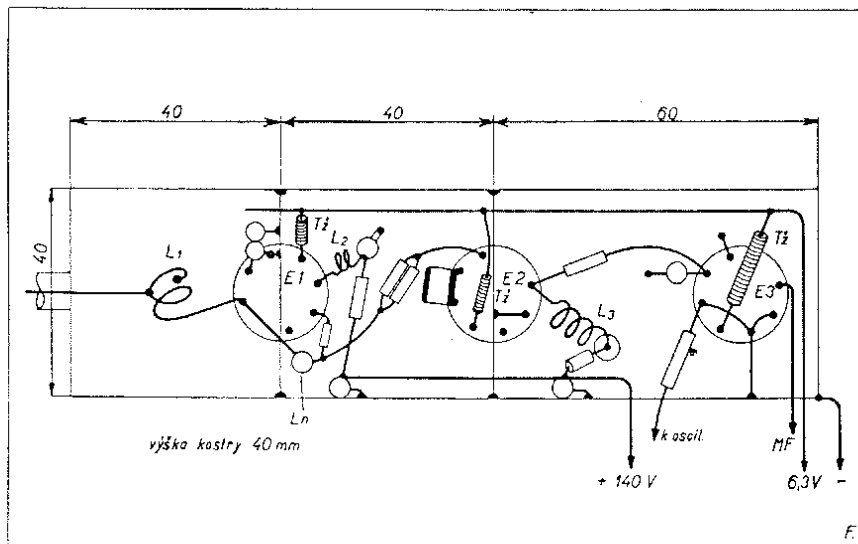 40
40
60
40
L1
Tž
L2
E1
Tž
E2
L3
Tž
E3
Ln
výška kostry 40 mm
k oscil.
MF
+ 140 V
6,3V
-
F.